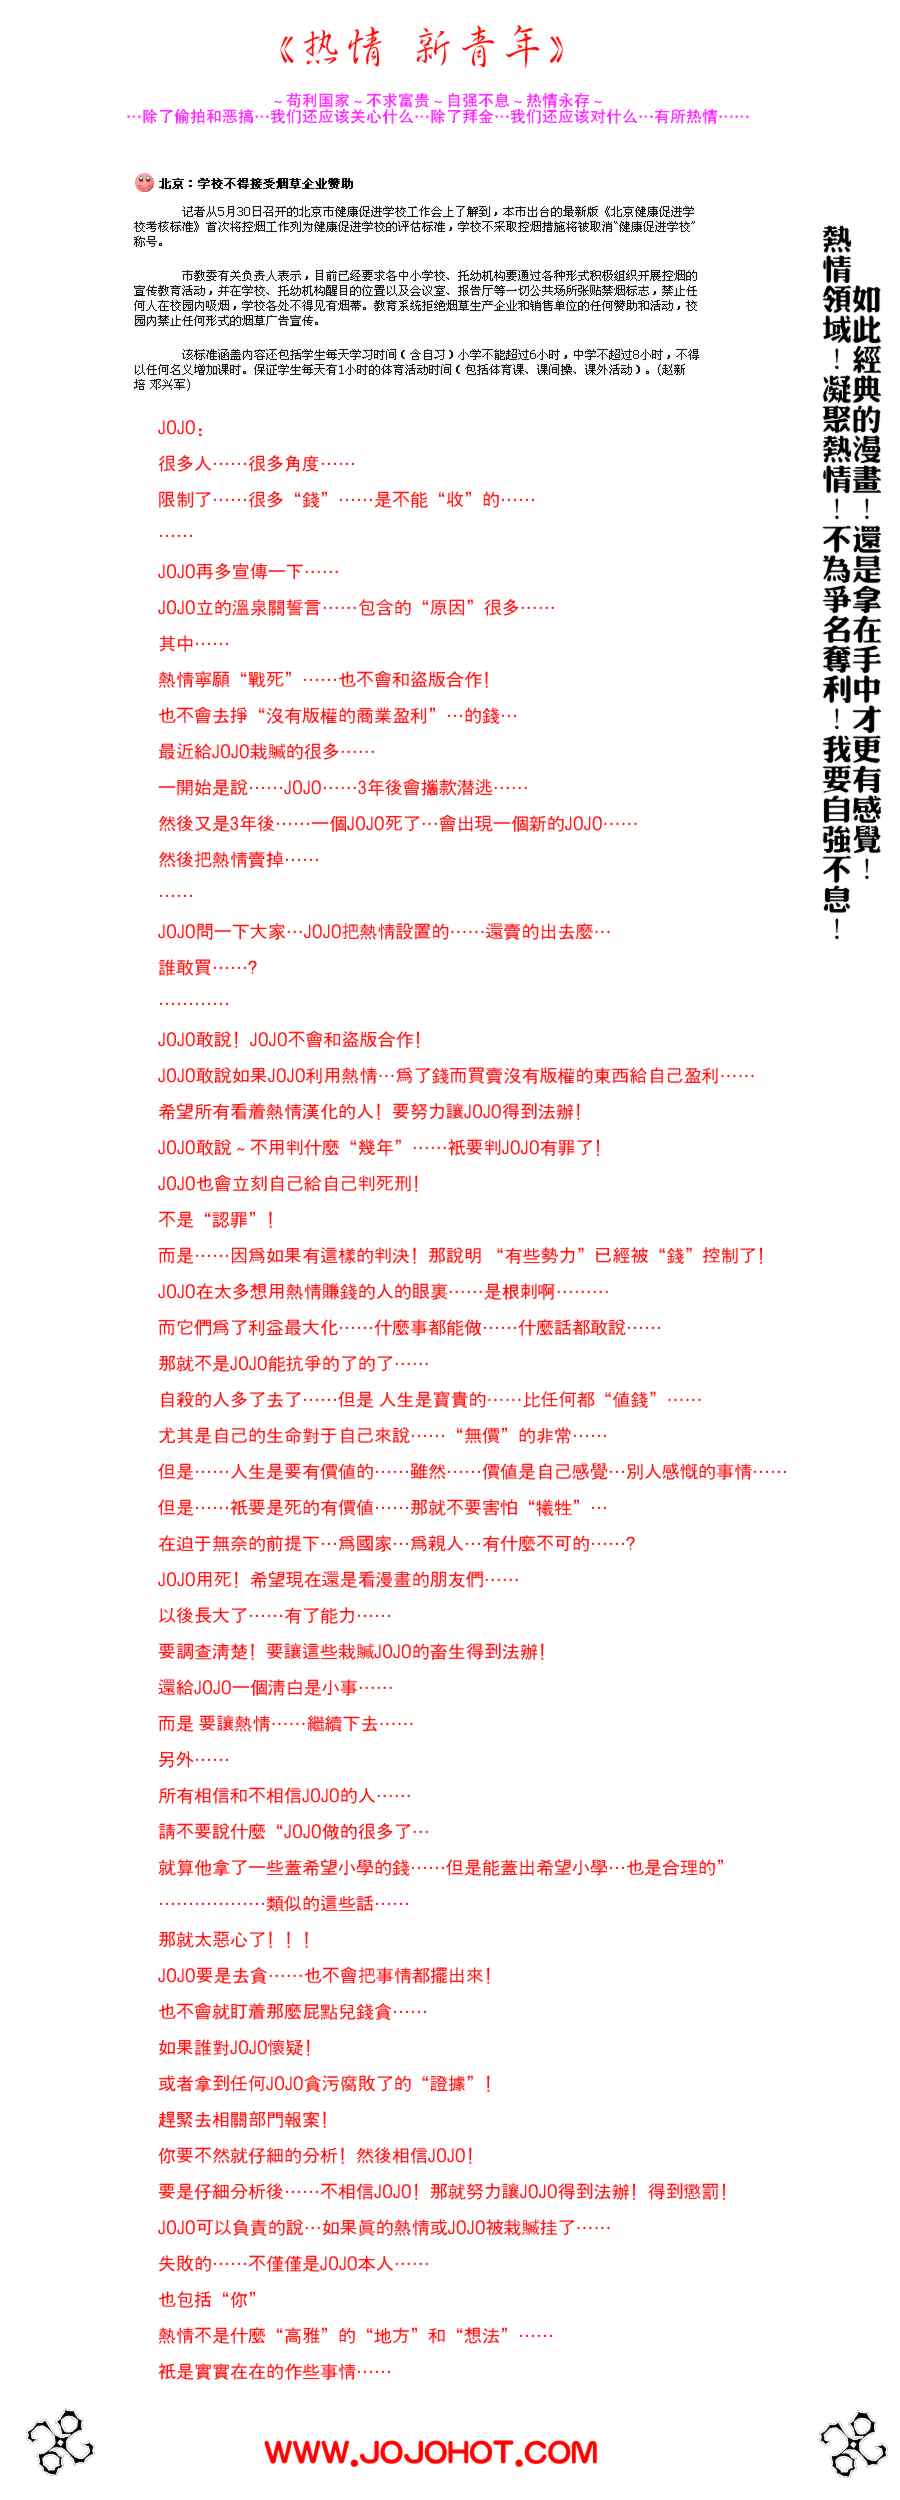 《热情 新青年》
～苟利国家～不求富贵～自强不息～热情永存～
…除了偷拍和恶搞…我们还应该关心什么…除了拜金…我们还应该对什么…有所热情……
北京：学校不得接受烟草企业赞助
记者从5月30日召开的北京市健康促进学校工作会上了解到，本市出台的最新版《北京健康促进学
校考核标准》首次将控烟工作列为健康促进学校的评估标准，学校不采取控烟措施将被取消“健康促进学校”
称号。
市教委有关负责人表示，目前已经要求各中小学校、托幼机构要通过各种形式积极组织开展控烟的
宣传教育活动，并在学校、托幼机构醒目的位置以及会议室、报告厅等一切公共场所张贴禁烟标志，禁止任
何人在校园内吸烟，学校各处不得见有烟蒂。教育系统拒绝烟草生产企业和销售单位的任何赞助和活动，校
园内禁止任何形式的烟草广告宣传。
该标准涵盖内容还包括学生每天学习时间（含自习）小学不能超过6小时，中学不超过8小时，不得
以任何名义增加课时。保证学生每天有1小时的体育活动时间（包括体育课、课间操、课外活动）。(赵新
培 邓兴军)
如此經典的漫畫！還是拿在手中才更有感覺！
熱情領域！凝聚熱情！不為爭名奪利！我要自強不息！
JOJO：
很多人……很多角度……
限制了……很多“錢”……是不能“收”的……
……
JOJO再多宣傳一下……
JOJO立的溫泉關誓言……包含的“原因”很多……
其中……
熱情寧願“戰死”……也不會和盜版合作！
也不會去掙“沒有版權的商業盈利”…的錢…
最近給JOJO栽贓的很多……
一開始是說……JOJO……3年後會攜款潛逃……
然後又是3年後……一個JOJO死了…會出現一個新的JOJO……
然後把熱情賣掉……
……
JOJO問一下大家…JOJO把熱情設置的……還賣的出去麼…
誰敢買……？
…………
JOJO敢說！JOJO不會和盜版合作！
JOJO敢說如果JOJO利用熱情…爲了錢而買賣沒有版權的東西給自己盈利……
希望所有看着熱情漢化的人！要努力讓JOJO得到法辦！
JOJO敢說～不用判什麼“幾年”……衹要判JOJO有罪了！
JOJO也會立刻自己給自己判死刑！
不是“認罪”！
而是……因爲如果有這樣的判決！那說明 “有些勢力”已經被“錢”控制了！
JOJO在太多想用熱情賺錢的人的眼裏……是根刺啊………
而它們爲了利益最大化……什麼事都能做……什麼話都敢說……
那就不是JOJO能抗爭的了的了……
自殺的人多了去了……但是 人生是寶貴的……比任何都“値錢”……
尤其是自己的生命對于自己來說……“無價”的非常……
但是……人生是要有價値的……雖然……價値是自己感覺…別人感慨的事情……
但是……衹要是死的有價値……那就不要害怕“犧牲”…
在迫于無奈的前提下…爲國家…爲親人…有什麼不可的……？
JOJO用死！希望現在還是看漫畫的朋友們……
以後長大了……有了能力……
要調查淸楚！要讓這些栽贓JOJO的畜生得到法辦！
還給JOJO一個淸白是小事……
而是 要讓熱情……繼續下去……
另外……
所有相信和不相信JOJO的人……
請不要說什麼“JOJO做的很多了…
就算他拿了一些蓋希望小學的錢……但是能蓋出希望小學…也是合理的”
………………類似的這些話……
那就太惡心了！！！
JOJO要是去貪……也不會把事情都擺出來！
也不會就盯着那麼屁點兒錢貪……
如果誰對JOJO懷疑！
或者拿到任何JOJO貪污腐敗了的“證據”！
趕緊去相關部門報案！
你要不然就仔細的分析！然後相信JOJO！
要是仔細分析後……不相信JOJO！那就努力讓JOJO得到法辦！得到懲罰！
JOJO可以負責的說…如果眞的熱情或JOJO被栽贓挂了……
失敗的……不僅僅是JOJO本人……
也包括“你”
熱情不是什麼“高雅”的“地方”和“想法”……
衹是實實在在的作些事情……
WWW.JOJOHOT.COM